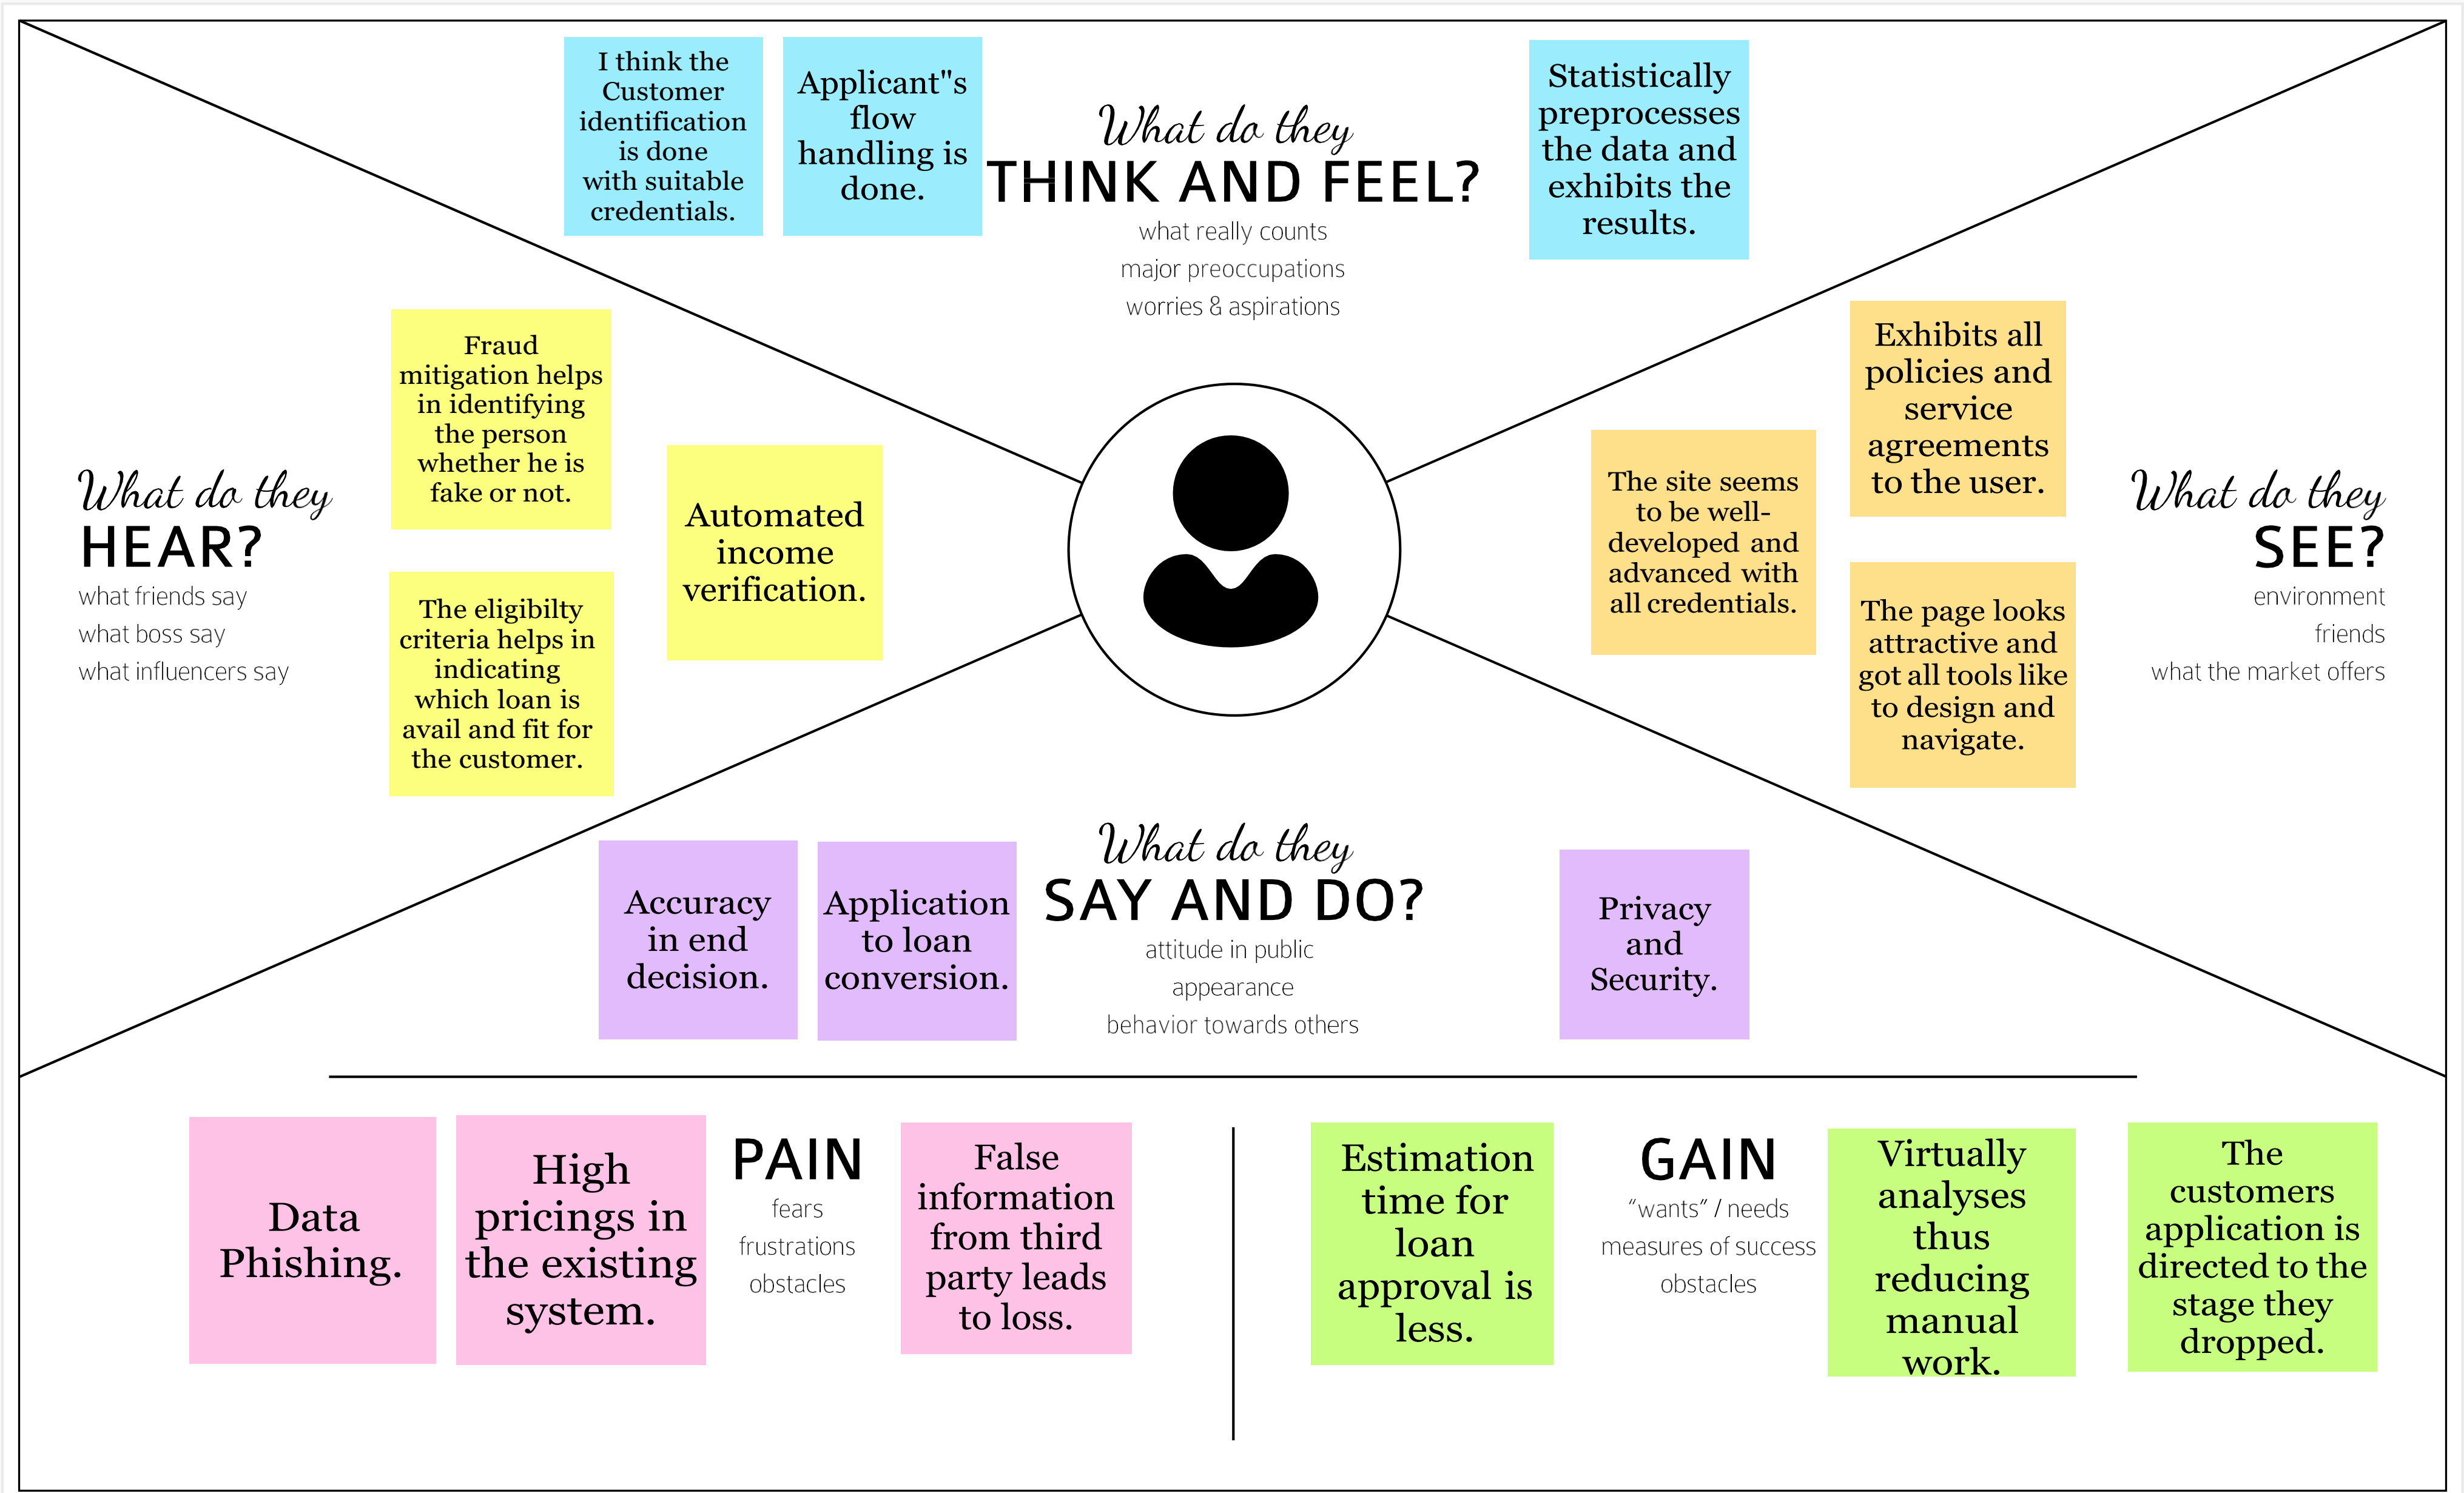 I think the
Customer
identification
is done
with suitable
credentials.
Applicant"s
flow
handling is
done.
What do they
THINK AND FEEL?
what really counts
major preoccupations
worries & aspirations
Statistically
preprocesses
the data and
exhibits the
results.
What do they
HEAR?
what friends say
what boss say
what influencers say
Fraud
mitigation helps
in identifying
the person
whether he is
fake or not.
The eligibilty
criteria helps in
indicating
which loan is
avail and fit for
the customer.
Automated
income
verification.
The site seems
to be well-
developed and
advanced with
all credentials.
Exhibits all
policies and
service
agreements
to the user.
The page looks
attractive and
got all tools like
to design and
navigate.
What do they
SEE?
environment
friends
what the market offers
Accuracy
in end
decision.
Application
to loan
conversion.
What do they
SAY AND DO?
attitude in public
appearance
behavior towards others
Privacy
and
Security.
Data
Phishing.
High
pricings in
the existing
system.
PAIN
fears
frustrations
obstacles
False
information
from third
party leads
to loss.
Estimation
time for
loan
approval is
less.
GAIN
“wants” / needs
measures of success
obstacles
Virtually
analyses
thus
reducing
manual
work.
The
customers
application is
directed to the
stage they
dropped.